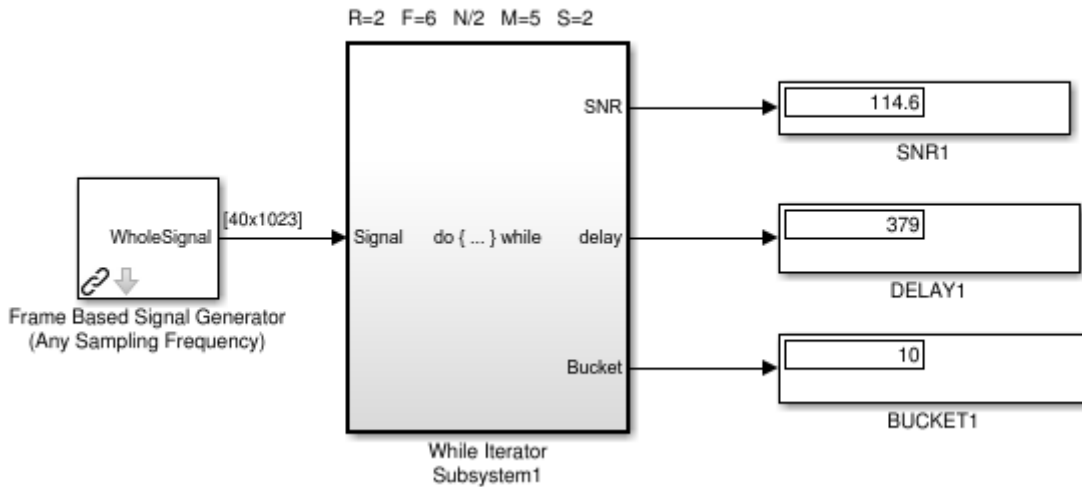 R=2 F=6 N/2 M=5 S=2
SNR
114.6
SNR1
[40x1023]
WholeSignal
Signal
do { ... } while
delay
379
DELAY1
Frame Based Signal Generator
(Any Sampling Frequency)
Bucket
10
BUCKET1
While Iterator
Subsystem1